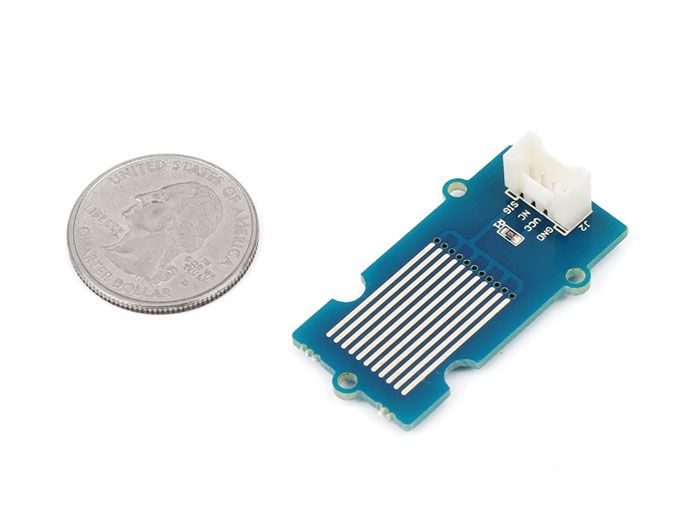 UNITED STATES OF AMERICA
LIBERTY
QUARTER DOLLAR
J2
GND
VCC
NC
SIG
R1